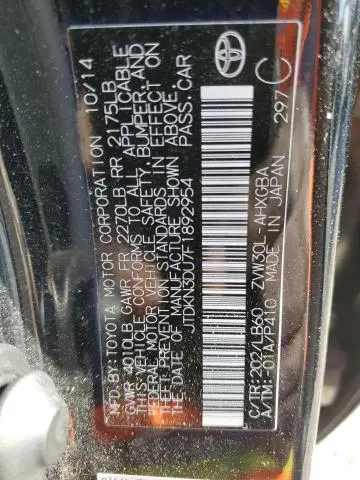 MFD.BY:TOYOTA MOTOR CORPORATION 10/14
GVWR 4010LB GAWR FR 2270LB RR 2175LB
THIS VEHICLE CONFORMS TO ALL APPLICABLE
FEDERAL MOTOR VEHICLE SAFETY, BUMPER, AND
THEFT PREVENTION STANDARDS IN EFFECT ON
THE DATE OF MANUFACTURE SHOWN ABOVE.
JTDKN3DU7F1892954 PASS.CAR
C/TR:202/LB60 ZVW30L-AHXGBA
A/TM:-01A/P410 MADE IN JAPAN 297 C
TOYOTA